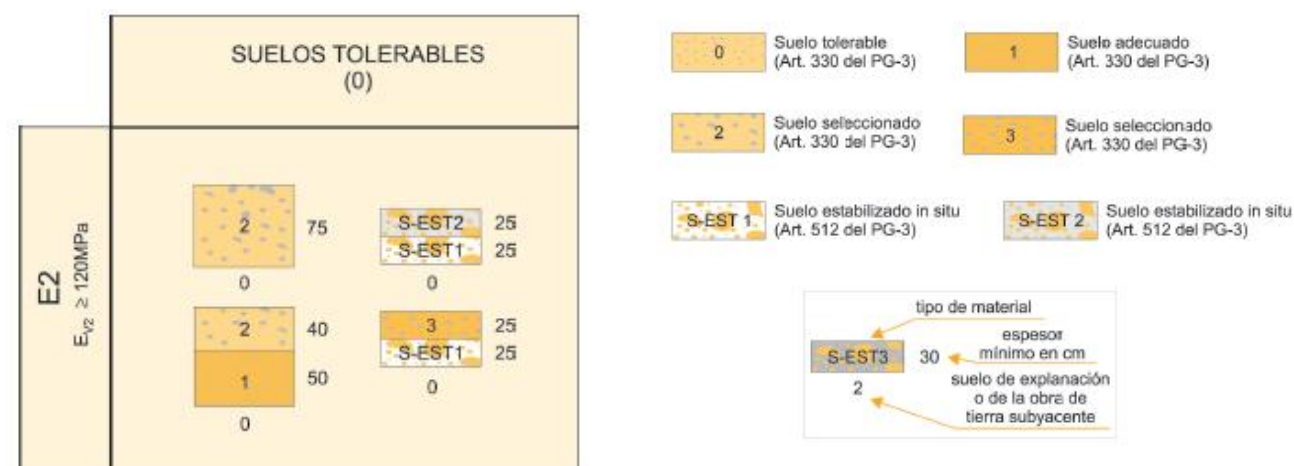 SUELOS TOLERABLES
(0)
E2
EV2 ≥ 120MPa
2
75
0
S-EST2
25
S-EST1
25
0
2
40
1
50
0
3
25
S-EST1
25
0
0
Suelo tolerable
(Art. 330 del PG-3)
1
Suelo adecuado
(Art. 330 del PG-3)
2
Suelo seleccionado
(Art. 330 del PG-3)
3
Suelo seleccionado
(Art. 330 del PG-3)
S-EST 1
Suelo estabilizado in situ
(Art. 512 del PG-3)
S-EST 2
Suelo estabilizado in situ
(Art. 512 del PG-3)
tipo de material
S-EST3
30
espesor
mínimo en cm
2
suelo de explanación
o de la obra de
tierra subyacente